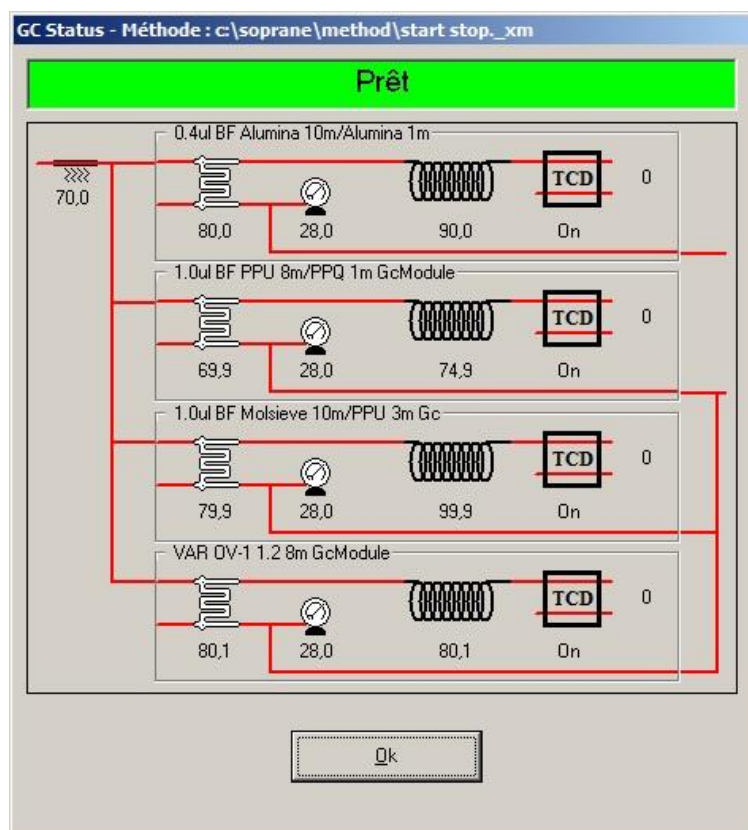 GC Status - Méthode : c:\soprane\method\start stop._xm
Prêt
0.4ul BF Alumina 10m/Alumina 1m
70,0
TCD
0
80,0 28,0 90,0 On
1.0ul BF PPU 8m/PPQ 1m GcModule
TCD
0
69,9 28,0 74,9 On
1.0ul BF Molsieve 10m/PPU 3m Gc
TCD
0
79,9 28,0 99,9 On
VAR OV-1 1.2 8m GcModule
TCD
0
80,1 28,0 80,1 On
Ok